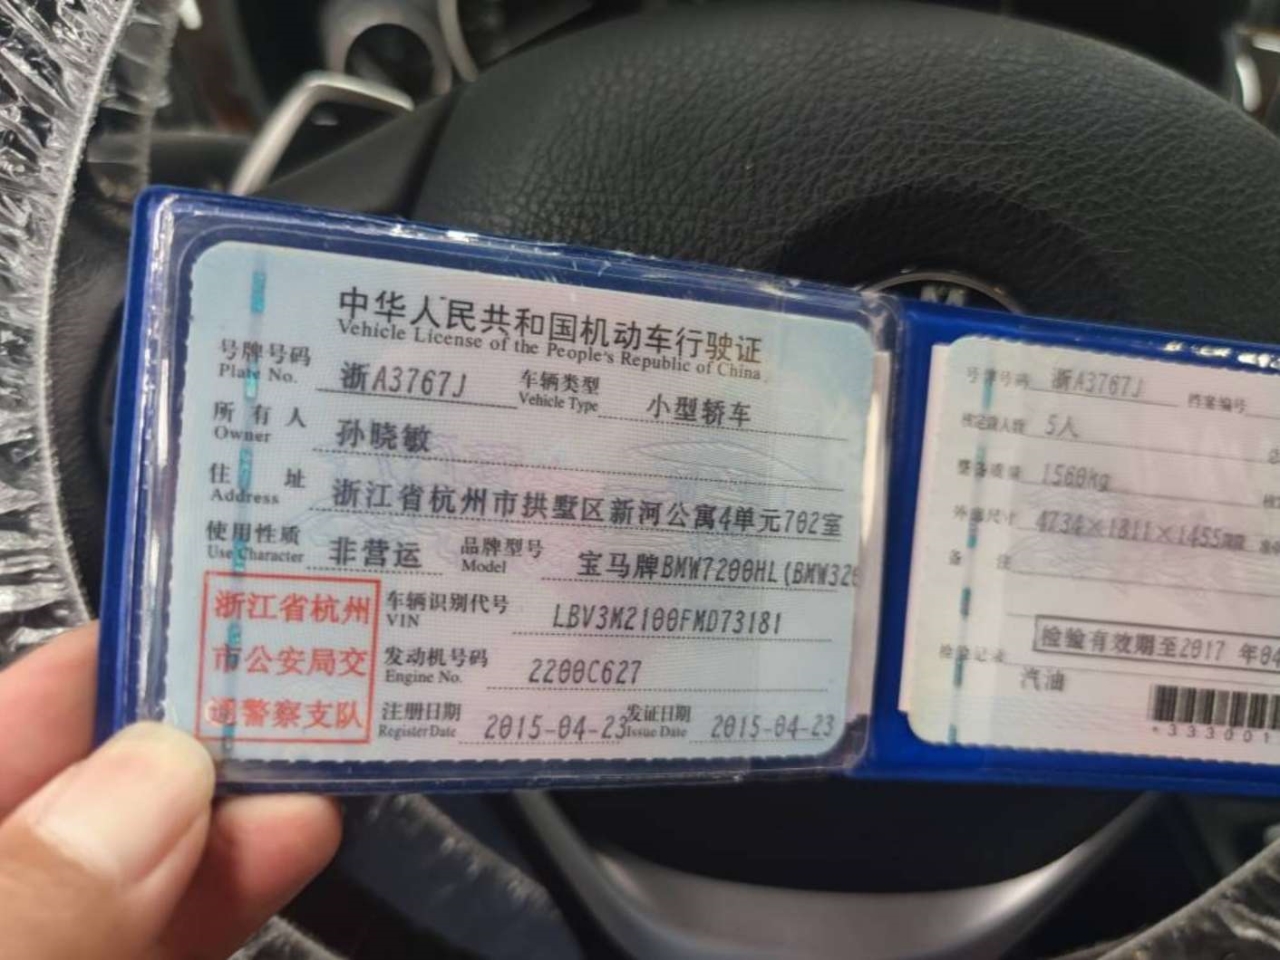 中华人民共和国机动车行驶证
Vehicle License of the People's Republic of China
号牌号码 浙A3767J 车辆类型 小型轿车
Plate No. Vehicle Type
所有人 孙晓敏
Owner
住址 浙江省杭州市拱墅区新河公寓4单元702室
Address
使用性质 非营运 品牌型号 宝马牌BMW7200HL(BMW320
Use Character Model
浙江省杭州
市公安局交
通警察支队
车辆识别代号 LBV3M2100FMD73181
VIN
发动机号码 2200C627
Engine No.
注册日期 2015-04-23 发证日期 2015-04-23
Register Date Issue Date
号牌号码 浙A3767J 档案编号
核定载人数 5人
整备质量 1560kg
外廓尺寸 4734×1811×1455mm
备注
检验有效期至2017 年04
检验记录
汽油
*333001